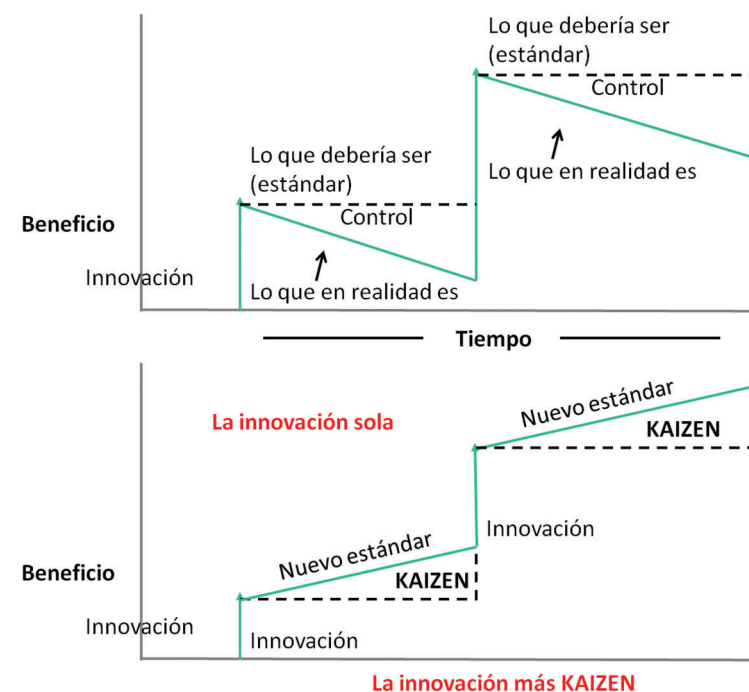 Lo que debería ser
(estándar)
Control
Lo que en realidad es
Lo que debería ser
(estándar)
Control
Beneficio
Innovación
Lo que en realidad es
Tiempo
La innovación sola
Nuevo estándar
KAIZEN
Innovación
Nuevo estándar
KAIZEN
Beneficio
Innovación
Innovación
La innovación más KAIZEN